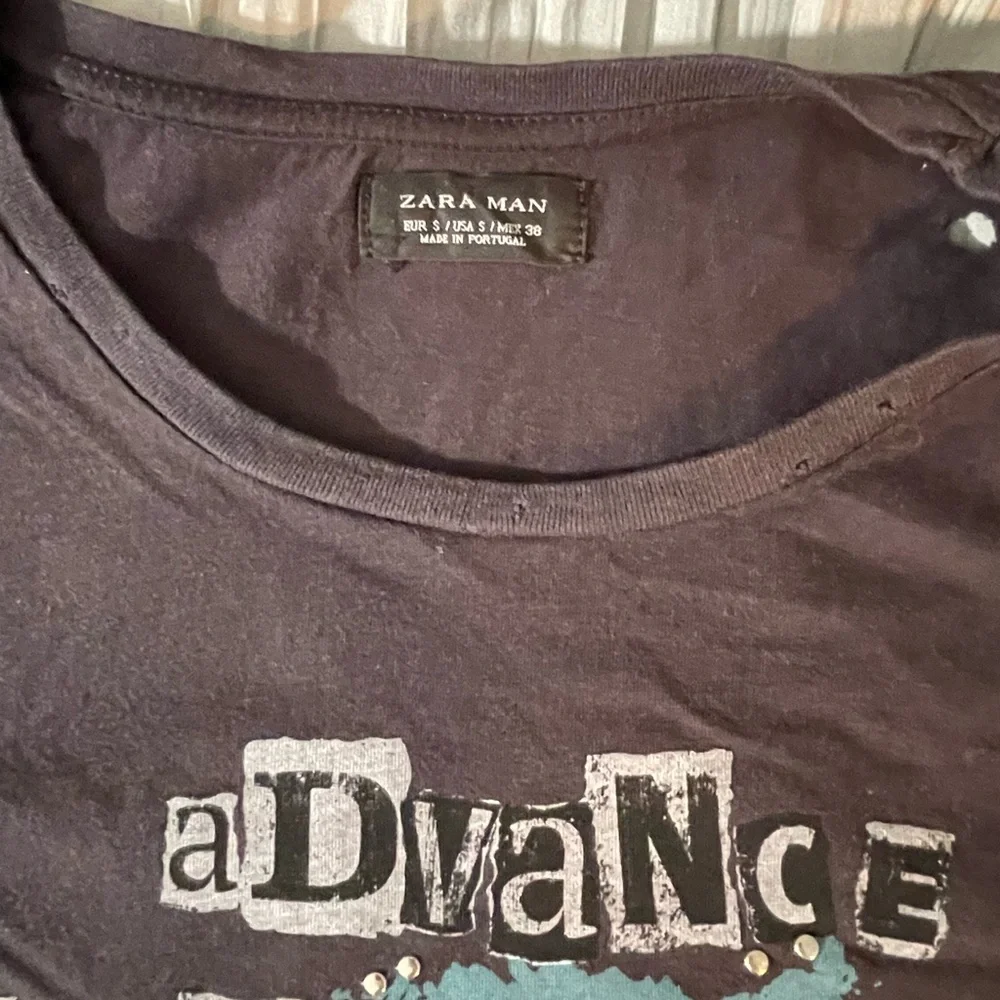 ZARA MAN
EUR S / USA S / MEX 38
MADE IN PORTUGAL
aDvaNcE